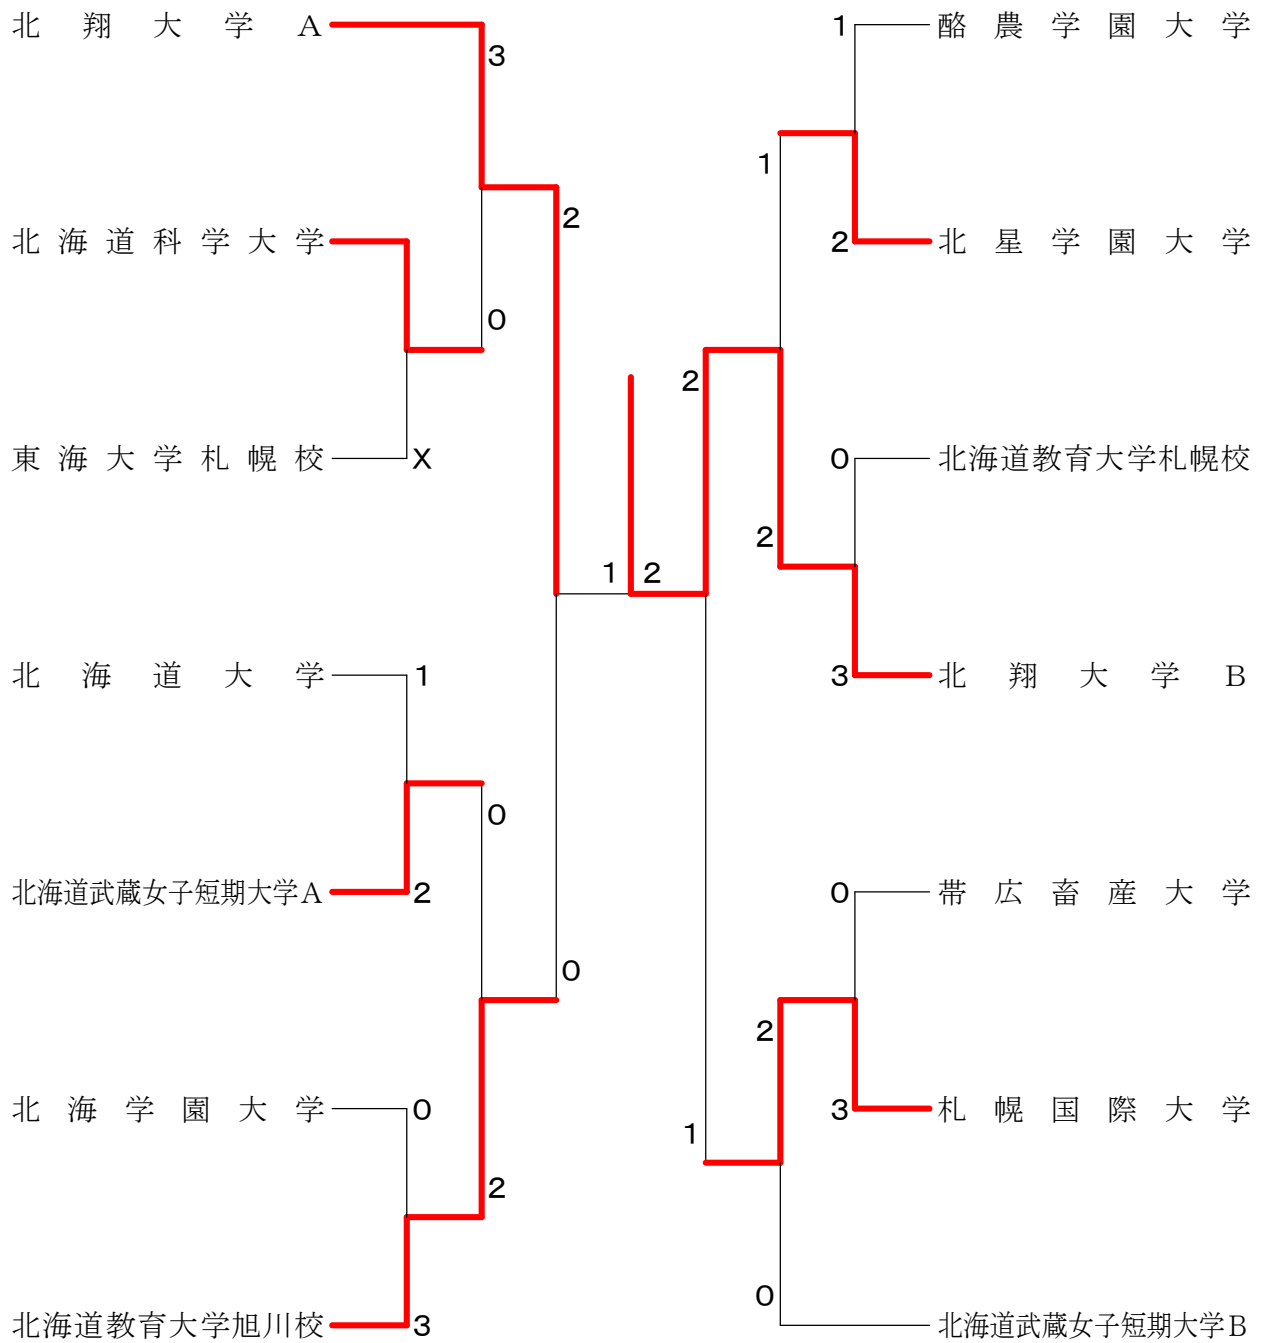 北翔大学A
3
2
北海道科学大学
0
東海大学札幌校
X
北海道大学
1
0
北海道武蔵女子短期大学A
2
0
北海学園大学
0
2
北海道教育大学旭川校
3
1
2
1
酪農学園大学
1
2
北星学園大学
2
0
北海道教育大学札幌校
2
3
北翔大学B
0
帯広畜産大学
2
3
札幌国際大学
1
0
北海道武蔵女子短期大学B